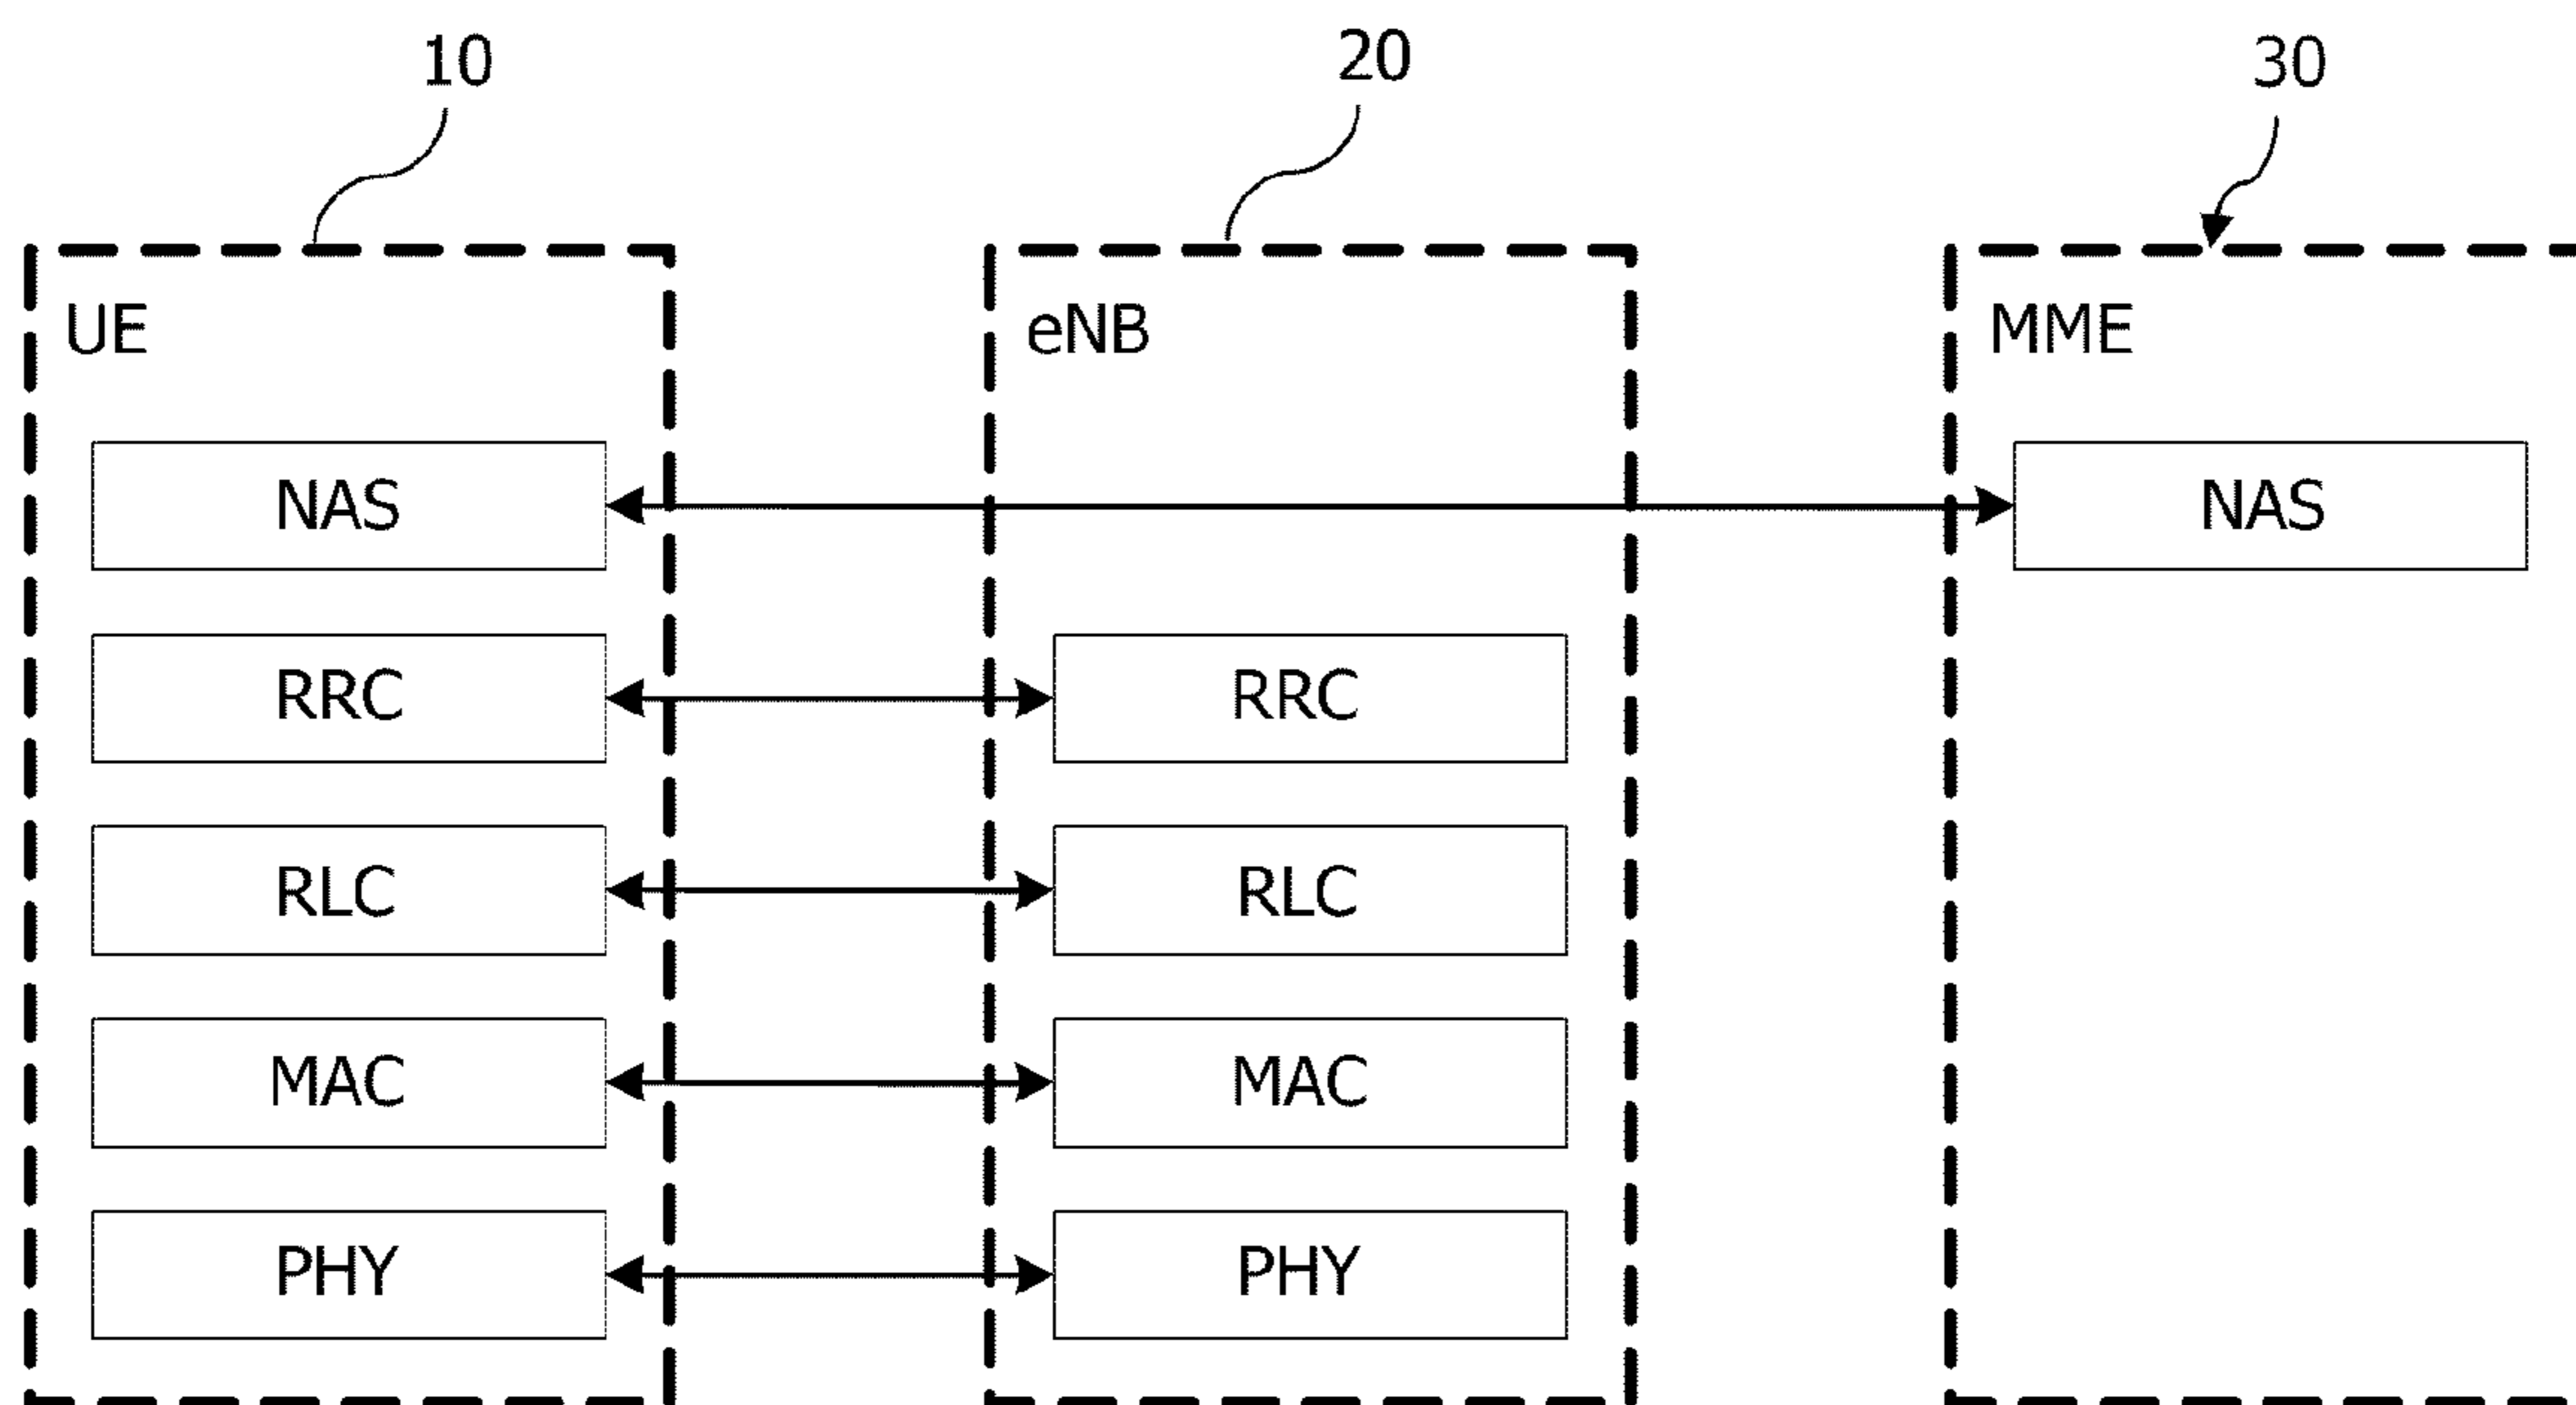 10 20 30
UE eNB MME
NAS NAS
RRC RRC
RLC RLC
MAC MAC
PHY PHY